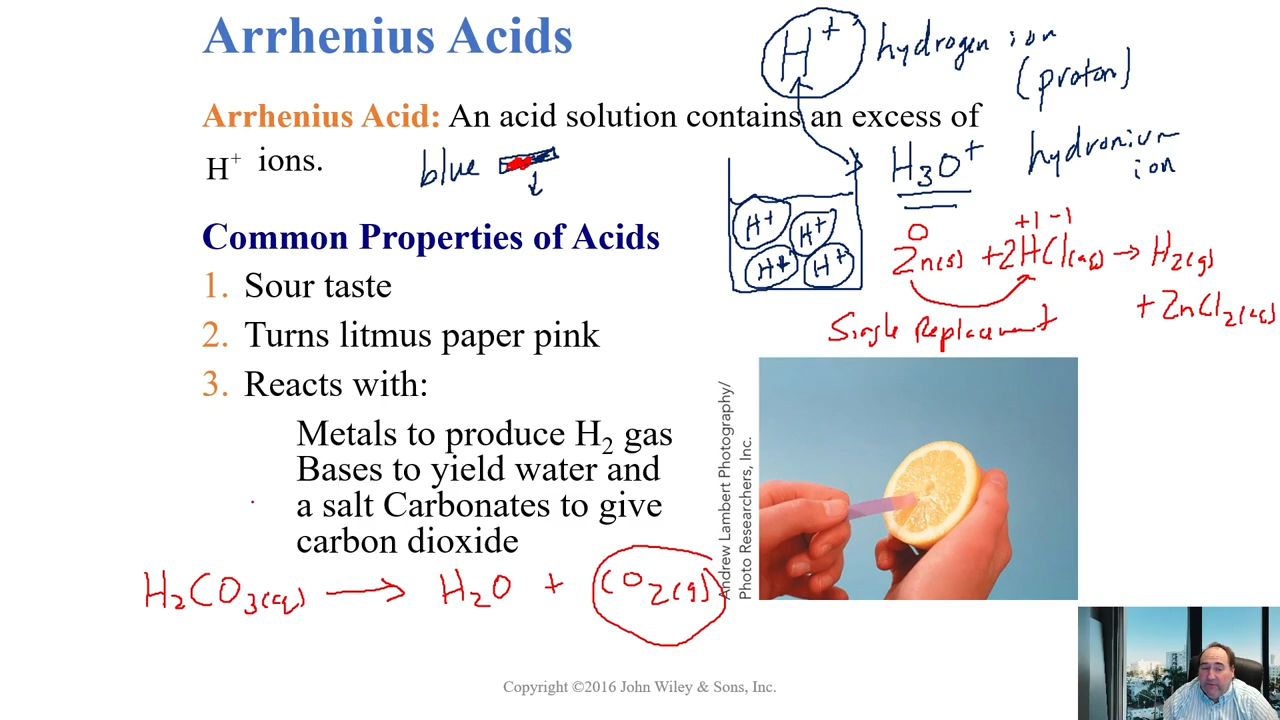 Arrhenius Acids
H⁺ hydrogen ion
(proton)
Arrhenius Acid: An acid solution contains an excess of
H⁺ ions.
blue
H₃O⁺ hydronium
ion
H⁺ H⁺
H⁺ H⁺
Common Properties of Acids
0 +1 -1
Zn(s) + 2HCl(aq) → H₂(g)
+ ZnCl₂(aq)
Single Replacement
1. Sour taste
2. Turns litmus paper pink
3. Reacts with:
Metals to produce H₂ gas
Bases to yield water and
a salt Carbonates to give
carbon dioxide
H₂CO₃(aq) → H₂O + CO₂(g)
Andrew Lambert Photography/
Photo Researchers, Inc.
Copyright ©2016 John Wiley & Sons, Inc.